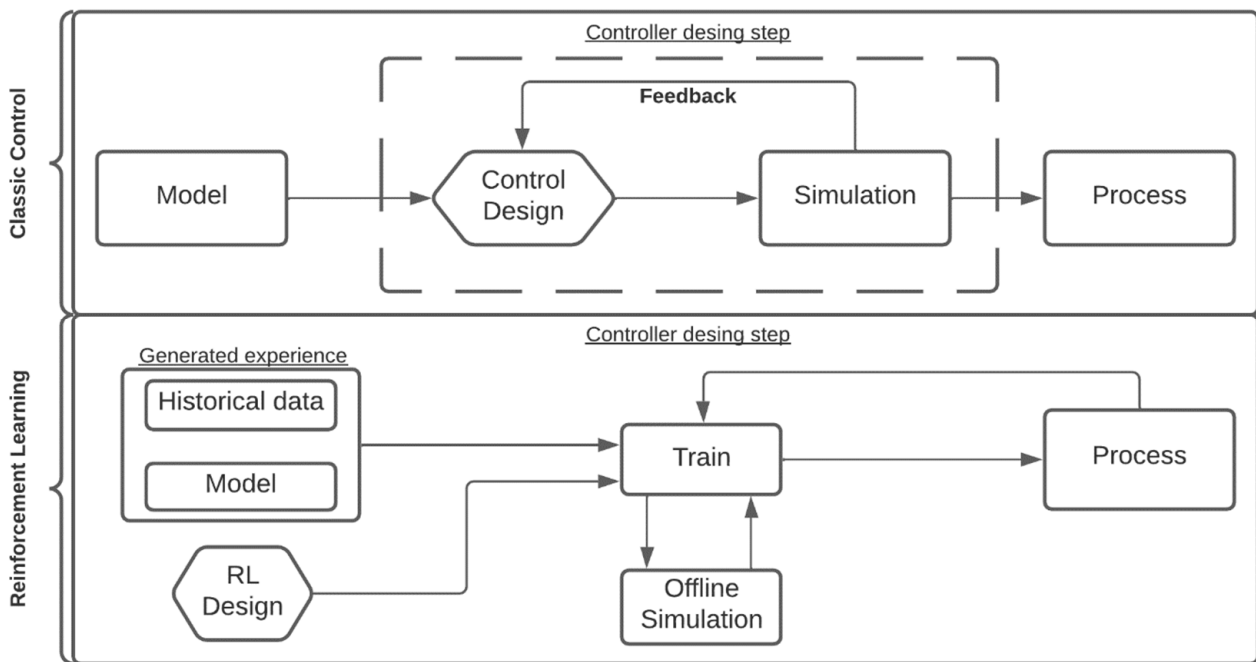 Classic Control
Controller desing step
Feedback
Model
Control
Design
Simulation
Process
Reinforcement Learning
Controller desing step
Generated experience
Historical data
Model
RL
Design
Train
Offline
Simulation
Process